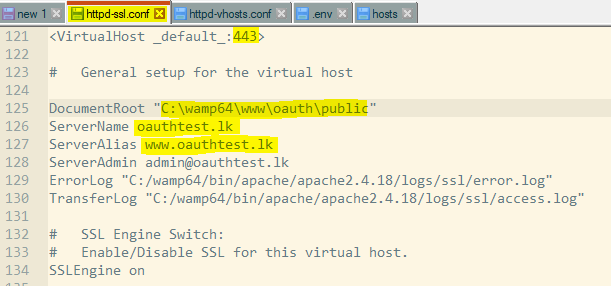 new 1 httpd-ssl.conf httpd-vhosts.conf .env hosts
121 <VirtualHost _default_:443>
122
123 # General setup for the virtual host
124
125 DocumentRoot "C:\wamp64\www\oauth\public"
126 ServerName oauthtest.lk
127 ServerAlias www.oauthtest.lk
128 ServerAdmin admin@oauthtest.lk
129 ErrorLog "C:/wamp64/bin/apache/apache2.4.18/logs/ssl/error.log"
130 TransferLog "C:/wamp64/bin/apache/apache2.4.18/logs/ssl/access.log"
131
132 # SSL Engine Switch:
133 # Enable/Disable SSL for this virtual host.
134 SSLEngine on